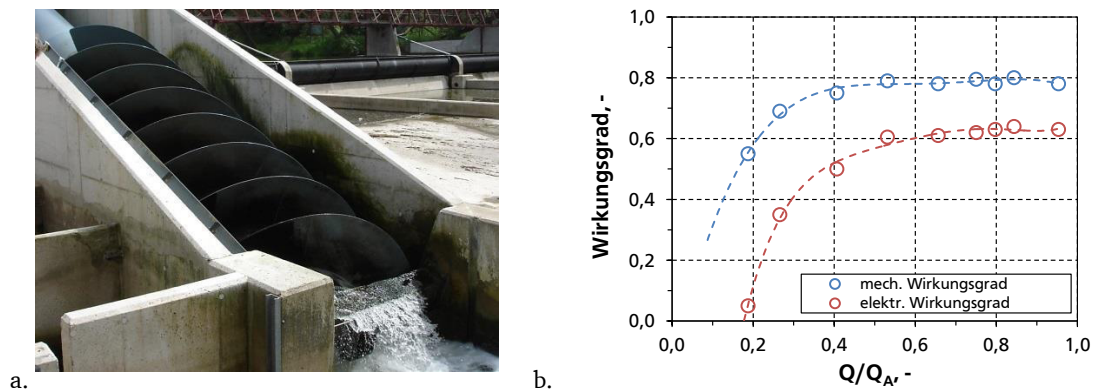 a.
b.
Wirkungsgrad, -
1,0
0,8
0,6
0,4
0,2
0,0
mech. Wirkungsgrad
elektr. Wirkungsgrad
0,0 0,2 0,4 0,6 0,8 1,0
Q/Q_A, -